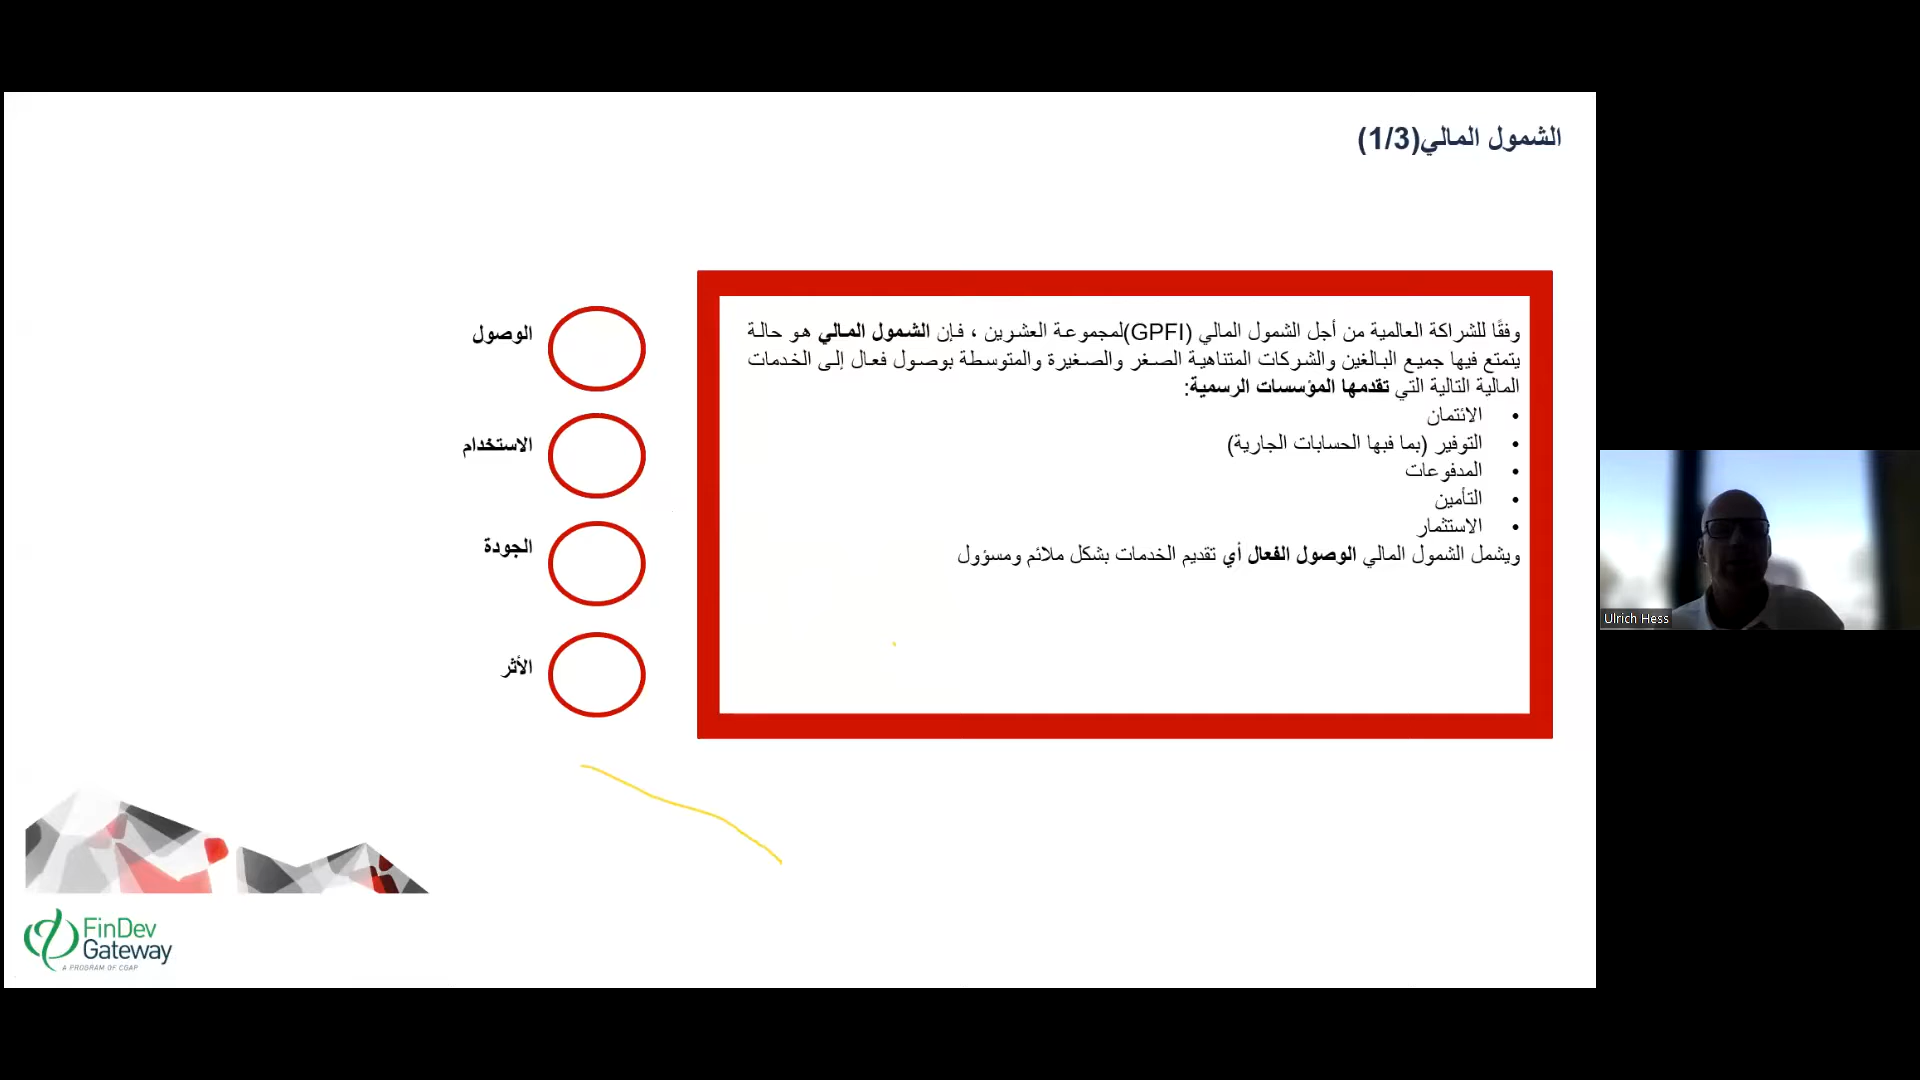 الشمول المالي(1/3)
وفقًا للشراكة العالمية من أجل الشمول المالي (GPFI)لمجموعة العشرين ، فإن الشمول المالي هو حالة
يتمتع فيها جميع البالغين والشركات المتناهية الصغر والصغيرة والمتوسطة بوصول فعال إلى الخدمات
المالية التالية التي تقدمها المؤسسات الرسمية:
• الائتمان
• التوفير (بما فبها الحسابات الجارية)
• المدفوعات
• التأمين
• الاستثمار
ويشمل الشمول المالي الوصول الفعال أي تقديم الخدمات بشكل ملائم ومسؤول
الوصول
الاستخدام
الجودة
الأثر
FinDev
Gateway
A PROGRAM OF CGAP
Ulrich Hess